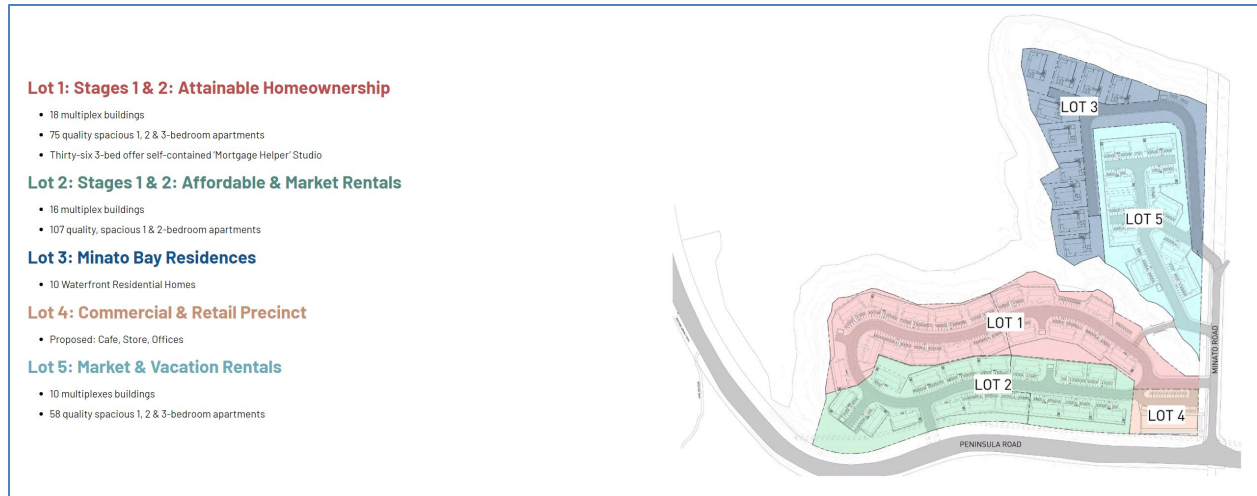 Lot 1: Stages 1 & 2: Attainable Homeownership
18 multiplex buildings
75 quality spacious 1, 2 & 3-bedroom apartments
Thirty-six 3-bed offer self-contained 'Mortgage Helper' Studio
Lot 2: Stages 1 & 2: Affordable & Market Rentals
16 multiplex buildings
107 quality, spacious 1 & 2-bedroom apartments
Lot 3: Minato Bay Residences
10 Waterfront Residential Homes
Lot 4: Commercial & Retail Precinct
Proposed: Cafe, Store, Offices
Lot 5: Market & Vacation Rentals
10 multiplexes buildings
58 quality spacious 1, 2 & 3-bedroom apartments
LOT 3
LOT 5
LOT 1
LOT 2
LOT 4
MINATO ROAD
PENINSULA ROAD